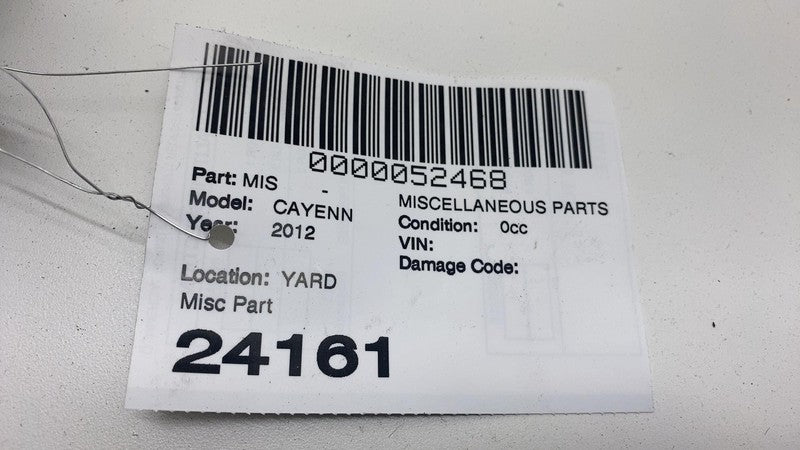 0000052468
Part: MIS -
MISCELLANEOUS PARTS
Model: CAYENN
Condition: 0cc
Year: 2012
VIN:
Damage Code:
Location: YARD
Misc Part
24161